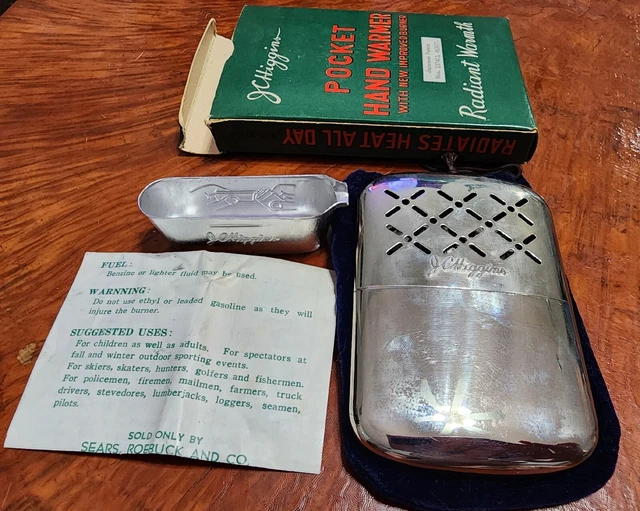 J.C.Higgins
POCKET
HAND WARMER
WITH NEW, IMPROVED BURNER
Radiant Warmth
RADIATES HEAT ALL DAY
J.C.Higgins
J.C.Higgins
FUEL:
Benzine or lighter fluid may be used.
WARNNING:
Do not use ethyl or leaded gasoline as they will
injure the burner.
SUGGESTED USES:
For children as well as adults. For spectators at
fall and winter outdoor sporting events.
For skiers, skaters, hunters, golfers and fishermen.
For policemen, firemen, mailmen, farmers, truck
drivers, stevedores, lumberjacks, loggers, seamen,
pilots.
SOLD ONLY BY
SEARS, ROEBUCK AND CO.